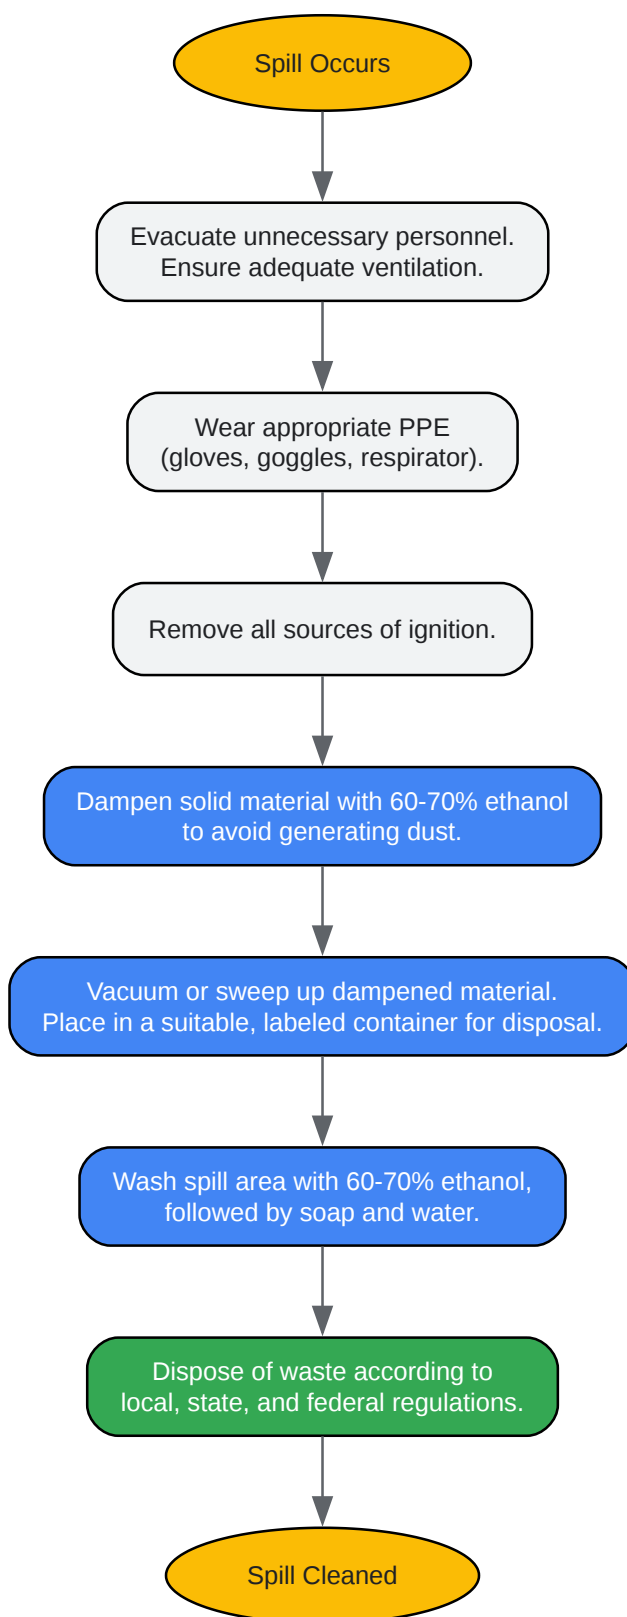 Spill Occurs
Evacuate unnecessary personnel.
Ensure adequate ventilation.
Wear appropriate PPE
(gloves, goggles, respirator).
Remove all sources of ignition.
Dampen solid material with 60-70% ethanol
to avoid generating dust.
Vacuum or sweep up dampened material.
Place in a suitable, labeled container for disposal.
Wash spill area with 60-70% ethanol,
followed by soap and water.
Dispose of waste according to
local, state, and federal regulations.
Spill Cleaned